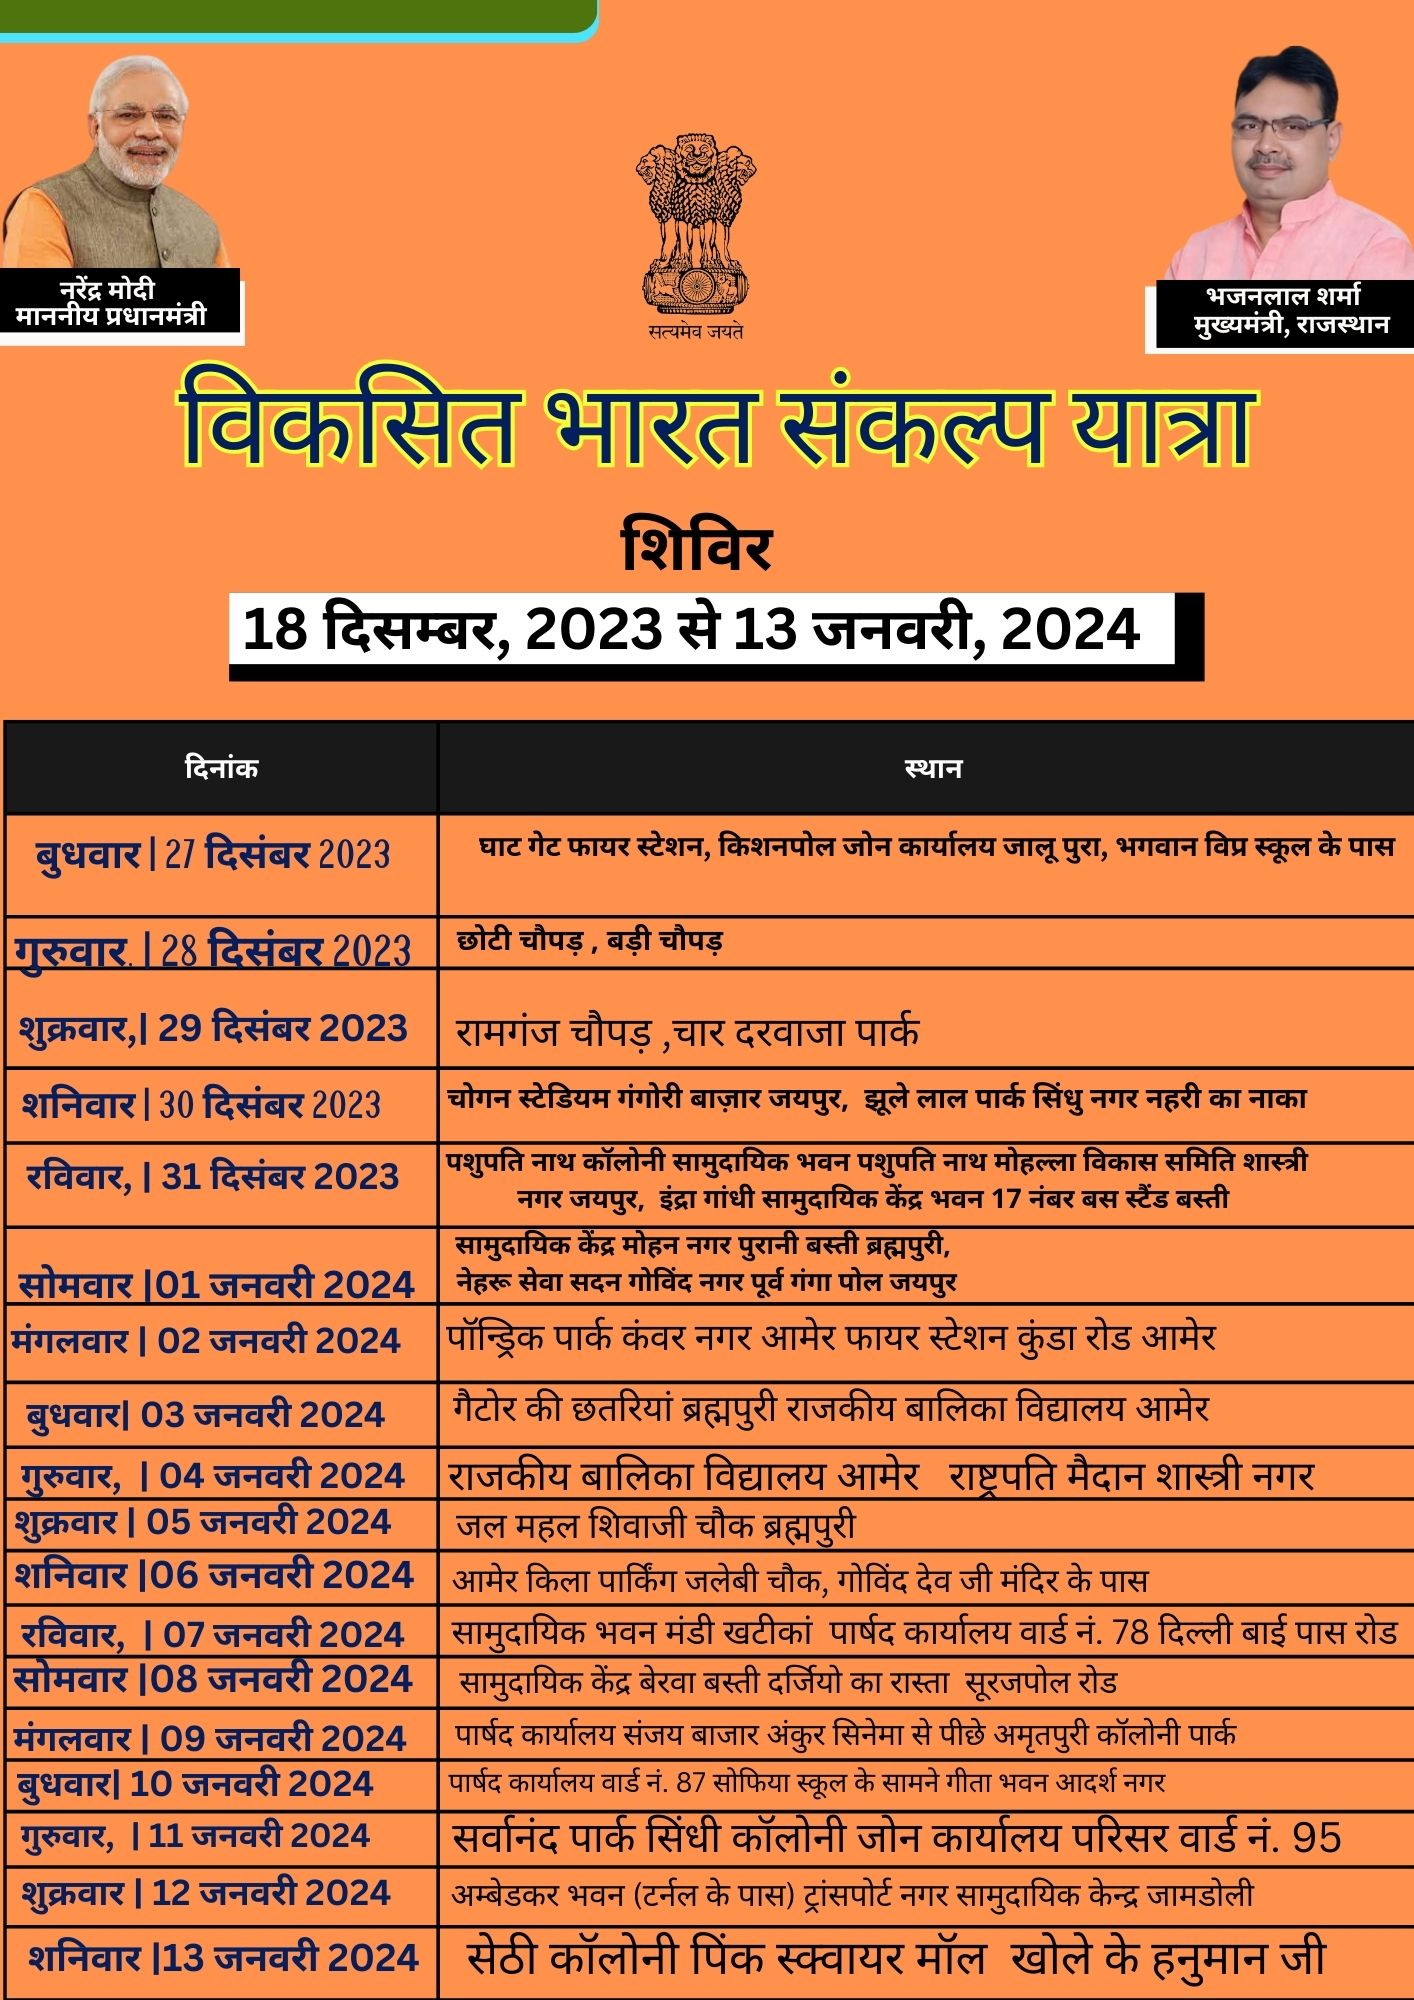 नरेंद्र मोदी
माननीय प्रधानमंत्री
सत्यमेव जयते
भजनलाल शर्मा
मुख्यमंत्री, राजस्थान
विकसित भारत संकल्प यात्रा
शिविर
18 दिसम्बर, 2023 से 13 जनवरी, 2024
दिनांक स्थान
बुधवार | 27 दिसंबर 2023 घाट गेट फायर स्टेशन, किशनपोल जोन कार्यालय जालू पुरा, भगवान विप्र स्कूल के पास
गुरुवार. | 28 दिसंबर 2023 छोटी चौपड़ , बड़ी चौपड़
शुक्रवार,| 29 दिसंबर 2023 रामगंज चौपड़ ,चार दरवाजा पार्क
शनिवार | 30 दिसंबर 2023 चोगन स्टेडियम गंगोरी बाज़ार जयपुर, झूले लाल पार्क सिंधु नगर नहरी का नाका
रविवार, | 31 दिसंबर 2023 पशुपति नाथ कॉलोनी सामुदायिक भवन पशुपति नाथ मोहल्ला विकास समिति शास्त्री
नगर जयपुर, इंद्रा गांधी सामुदायिक केंद्र भवन 17 नंबर बस स्टैंड बस्ती
सामुदायिक केंद्र मोहन नगर पुरानी बस्ती ब्रह्मपुरी,
सोमवार |01 जनवरी 2024 नेहरू सेवा सदन गोविंद नगर पूर्व गंगा पोल जयपुर
मंगलवार | 02 जनवरी 2024 पॉन्ड्रिक पार्क कंवर नगर आमेर फायर स्टेशन कुंडा रोड आमेर
बुधवार| 03 जनवरी 2024 गैटोर की छतरियां ब्रह्मपुरी राजकीय बालिका विद्यालय आमेर
गुरुवार, | 04 जनवरी 2024 राजकीय बालिका विद्यालय आमेर राष्ट्रपति मैदान शास्त्री नगर
शुक्रवार | 05 जनवरी 2024 जल महल शिवाजी चौक ब्रह्मपुरी
शनिवार |06 जनवरी 2024 आमेर किला पार्किंग जलेबी चौक, गोविंद देव जी मंदिर के पास
रविवार, | 07 जनवरी 2024 सामुदायिक भवन मंडी खटीकां पार्षद कार्यालय वार्ड नं. 78 दिल्ली बाई पास रोड
सोमवार |08 जनवरी 2024 सामुदायिक केंद्र बेरवा बस्ती दर्जियो का रास्ता सूरजपोल रोड
मंगलवार | 09 जनवरी 2024 पार्षद कार्यालय संजय बाजार अंकुर सिनेमा से पीछे अमृतपुरी कॉलोनी पार्क
बुधवार| 10 जनवरी 2024 पार्षद कार्यालय वार्ड नं. 87 सोफिया स्कूल के सामने गीता भवन आदर्श नगर
गुरुवार, | 11 जनवरी 2024 सर्वानंद पार्क सिंधी कॉलोनी जोन कार्यालय परिसर वार्ड नं. 95
शुक्रवार | 12 जनवरी 2024 अम्बेडकर भवन (टर्नल के पास) ट्रांसपोर्ट नगर सामुदायिक केन्द्र जामडोली
शनिवार |13 जनवरी 2024 सेठी कॉलोनी पिंक स्क्वायर मॉल खोले के हनुमान जी